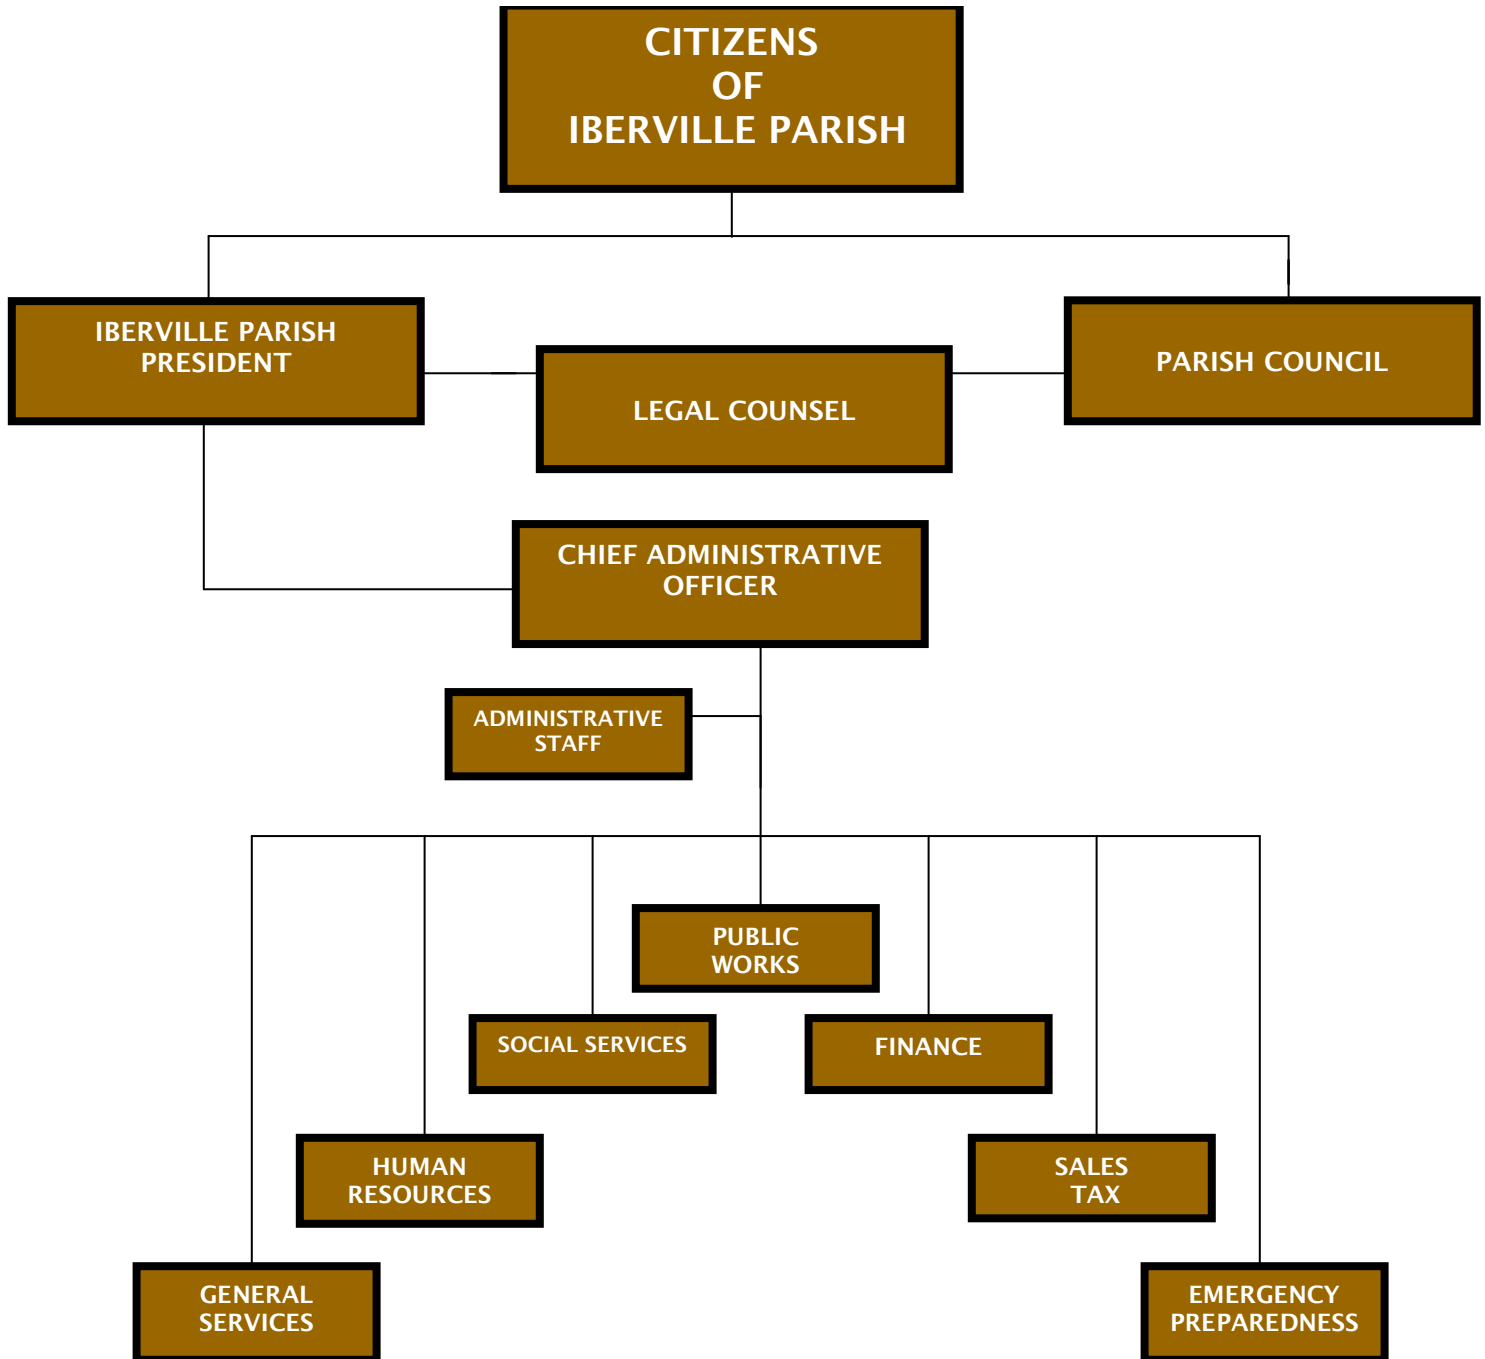 CITIZENS
OF
IBERVILLE PARISH
IBERVILLE PARISH
PRESIDENT
PARISH COUNCIL
LEGAL COUNSEL
CHIEF ADMINISTRATIVE
OFFICER
ADMINISTRATIVE
STAFF
PUBLIC
WORKS
SOCIAL SERVICES
FINANCE
HUMAN
RESOURCES
SALES
TAX
GENERAL
SERVICES
EMERGENCY
PREPAREDNESS